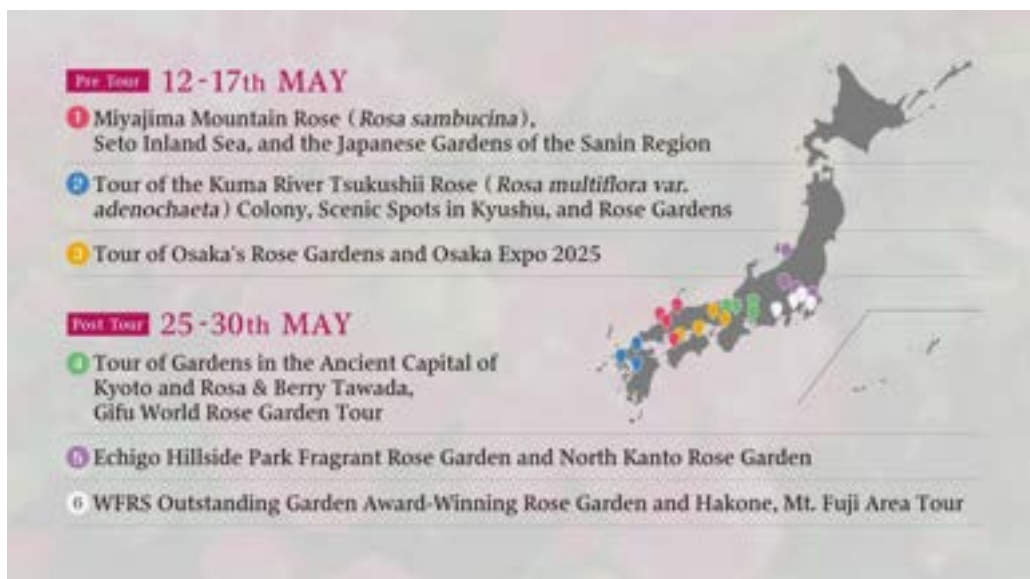 Pre Tour 12-17th MAY
1 Miyajima Mountain Rose (Rosa sambucina),
Seto Inland Sea, and the Japanese Gardens of the Sanin Region
2 Tour of the Kuma River Tsukushii Rose (Rosa multiflora var.
adenochaeta) Colony, Scenic Spots in Kyushu, and Rose Gardens
3 Tour of Osaka's Rose Gardens and Osaka Expo 2025
Post Tour 25-30th MAY
4 Tour of Gardens in the Ancient Capital of
Kyoto and Rosa & Berry Tawada,
Gifu World Rose Garden Tour
5 Echigo Hillside Park Fragrant Rose Garden and North Kanto Rose Garden
6 WFRS Outstanding Garden Award-Winning Rose Garden and Hakone, Mt. Fuji Area Tour